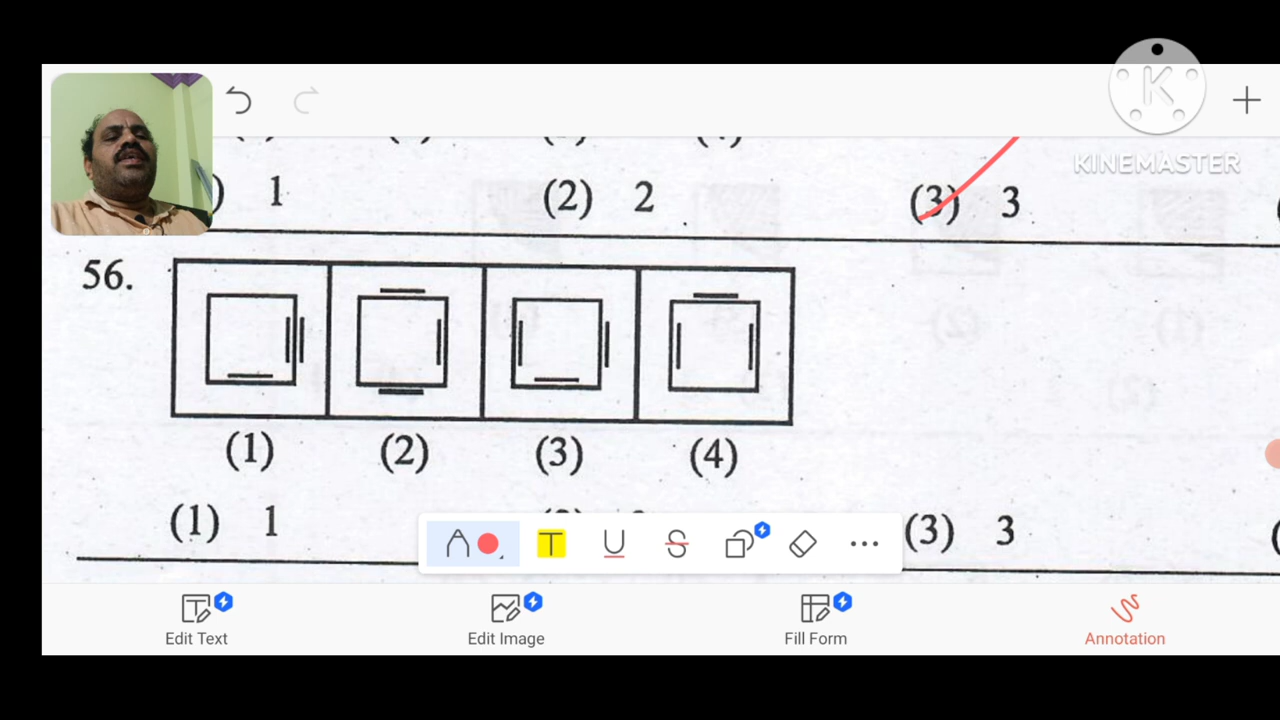 KINEMASTER
) 1 (2) 2 (3) 3
56.
(1) (2) (3) (4)
(1) 1 (3) 3
T U S
Edit Text Edit Image Fill Form Annotation